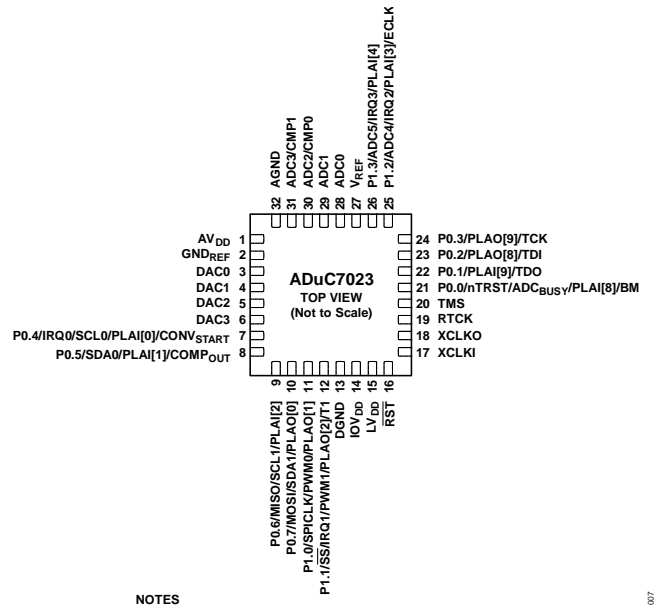 32 AGND
31 ADC3/CMP1
30 ADC2/CMP0
29 ADC1
28 ADC0
27 VREF
26 P1.3/ADC5/IRQ3/PLAI[4]
25 P1.2/ADC4/IRQ2/PLAI[3]/ECLK
AVDD 1
GNDREF 2
DAC0 3
DAC1 4
DAC2 5
DAC3 6
P0.4/IRQ0/SCL0/PLAI[0]/CONVSTART 7
P0.5/SDA0/PLAI[1]/COMPOUT 8
ADuC7023
TOP VIEW
(Not to Scale)
24 P0.3/PLAO[9]/TCK
23 P0.2/PLAO[8]/TDI
22 P0.1/PLAI[9]/TDO
21 P0.0/nTRST/ADCBUSY/PLAI[8]/BM
20 TMS
19 RTCK
18 XCLKO
17 XCLKI
P0.6/MISO/SCL1/PLAI[2] 9
P0.7/MOSI/SDA1/PLAO[0] 10
P1.0/SPICLK/PWM0/PLAO[1] 11
P1.1/SS/IRQ1/PWM1/PLAO[2]/T1 12
DGND 13
IOVDD 14
LVDD 15
RST 16
NOTES
007